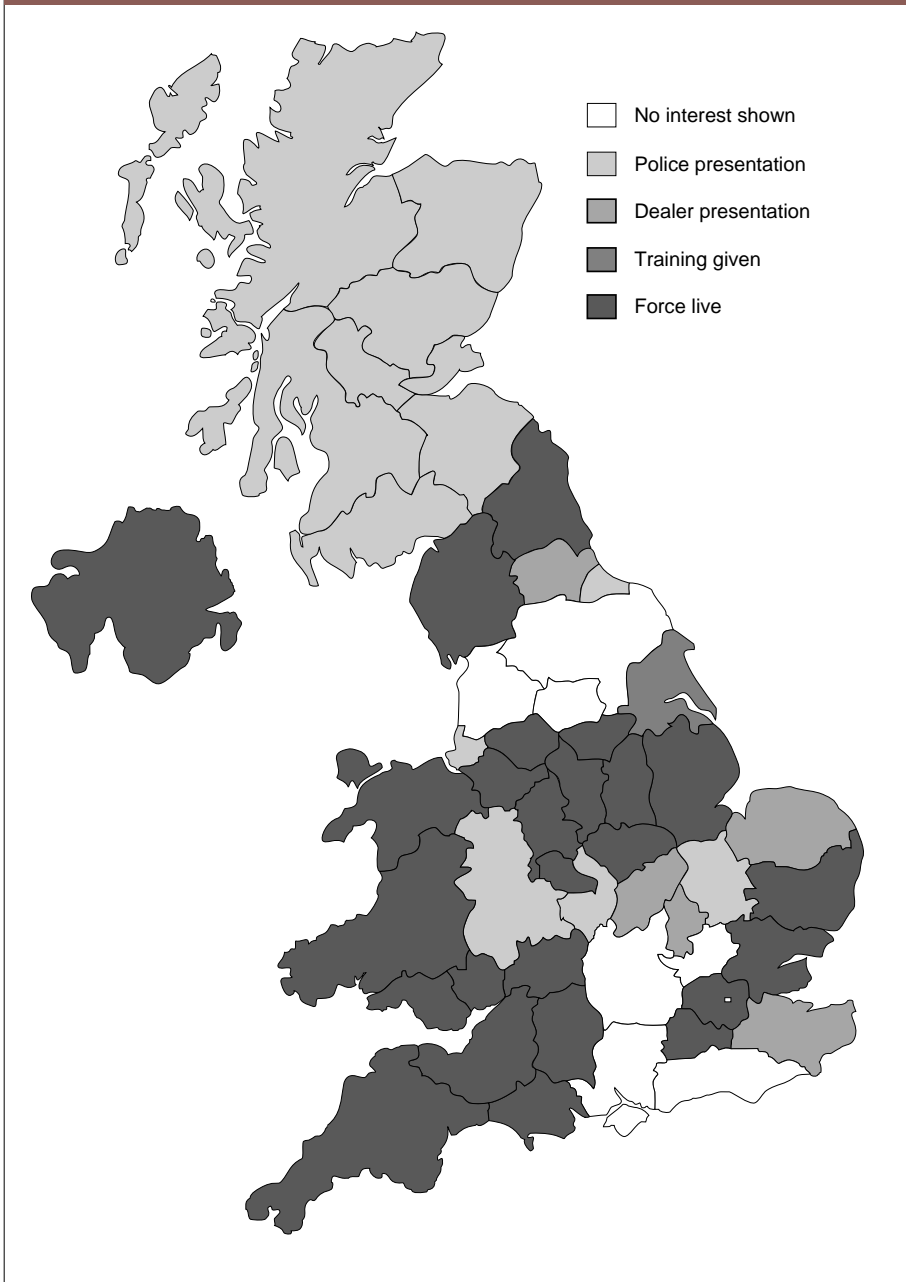 No interest shown
Police presentation
Dealer presentation
Training given
Force live